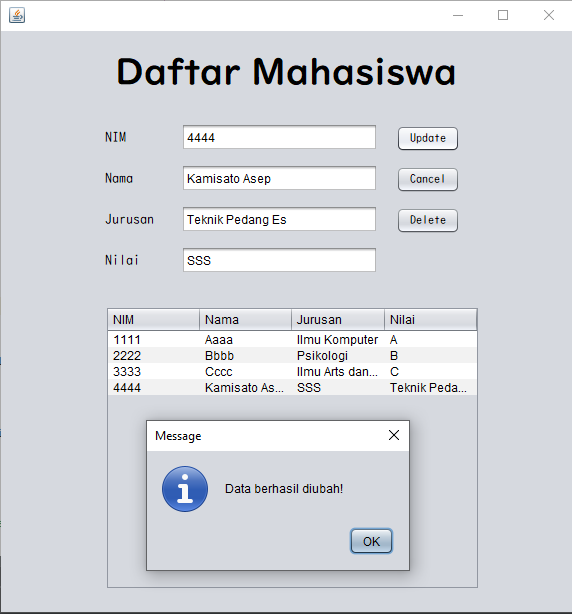 Daftar Mahasiswa
NIM 4444 Update
Nama Kamisato Asep Cancel
Jurusan Teknik Pedang Es Delete
Nilai SSS
NIM Nama Jurusan Nilai
1111 Aaaa Ilmu Komputer A
2222 Bbbb Psikologi B
3333 Cccc Ilmu Arts dan... C
4444 Kamisato As... SSS Teknik Peda...
Message
Data berhasil diubah!
OK